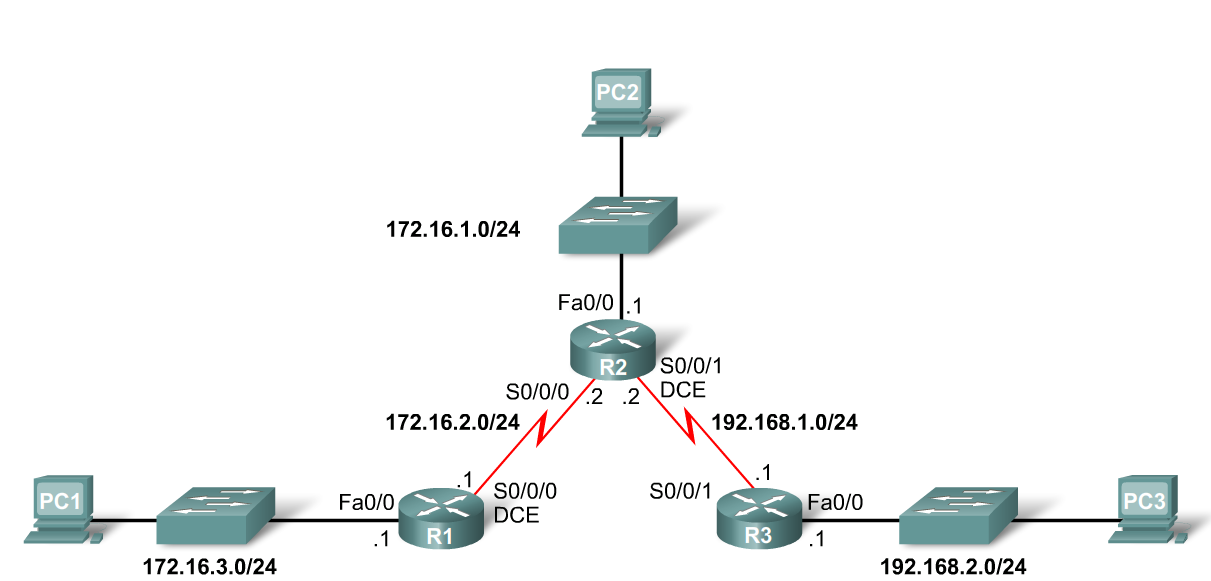 PC2
172.16.1.0/24
Fa0/0
.1
R2
S0/0/1
DCE
S0/0/0
.2
.2
172.16.2.0/24
192.168.1.0/24
.1
.1
PC1
Fa0/0
S0/0/0
DCE
S0/0/1
Fa0/0
PC3
.1
R1
R3
.1
172.16.3.0/24
192.168.2.0/24